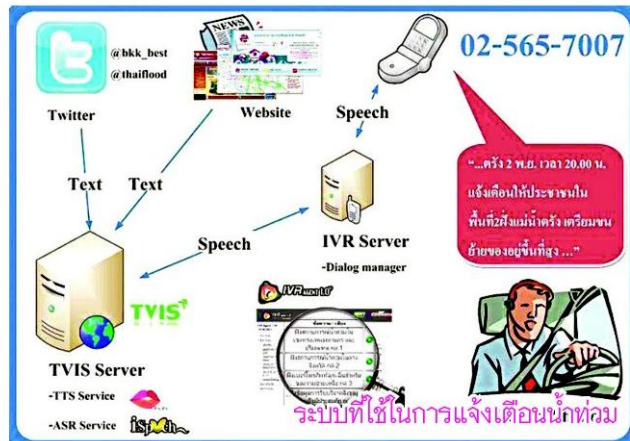 NEWS
@bkk_best
@thaiflood
Twitter
Website
02-565-7007
Speech
Text
Text
Speech
IVR Server
-Dialog manager
"...ตรัง 2 พ.ย. เวลา 20.00 น.
แจ้งเตือนให้ประชาชนใน
พื้นที่2ฝั่งแม่น้ำตรัง เตรียมขน
ย้ายของอยู่ขึ้นที่สูง ..."
TVIS
TVIS Server
-TTS Service
-ASR Service
iSpeech
ระบบที่ใช้ในการแจ้งเตือนน้ำท่วม